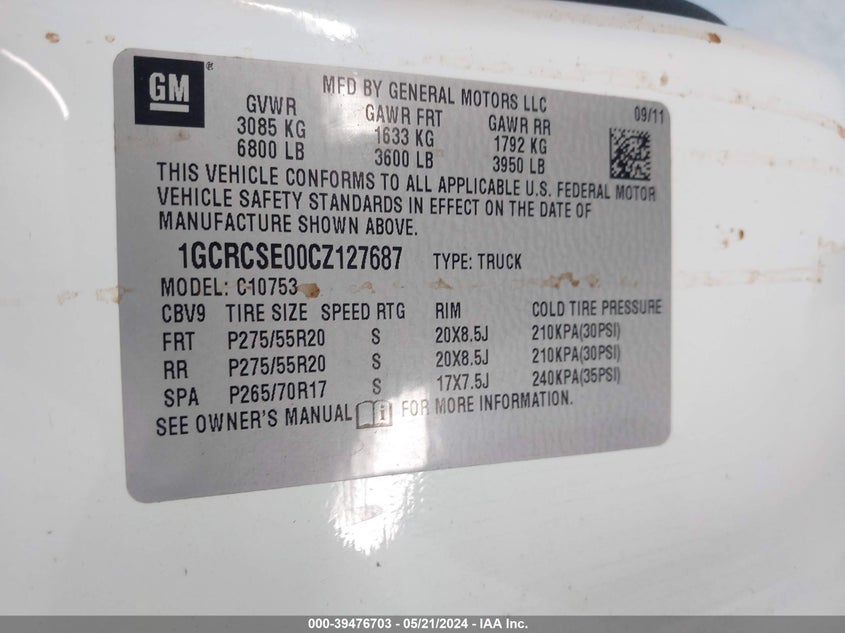 GM®
MFD BY GENERAL MOTORS LLC
GVWR GAWR FRT GAWR RR 09/11
3085 KG 1633 KG 1792 KG
6800 LB 3600 LB 3950 LB
THIS VEHICLE CONFORMS TO ALL APPLICABLE U.S. FEDERAL MOTOR
VEHICLE SAFETY STANDARDS IN EFFECT ON THE DATE OF
MANUFACTURE SHOWN ABOVE.
1GCRCSE00CZ127687 TYPE: TRUCK
MODEL: C10753
CBV9 TIRE SIZE SPEED RTG RIM COLD TIRE PRESSURE
FRT P275/55R20 S 20X8.5J 210KPA(30PSI)
RR P275/55R20 S 20X8.5J 210KPA(30PSI)
SPA P265/70R17 S 17X7.5J 240KPA(35PSI)
SEE OWNER'S MANUAL FOR MORE INFORMATION.
000-39476703 / 05/21/2024 - IAA Inc.